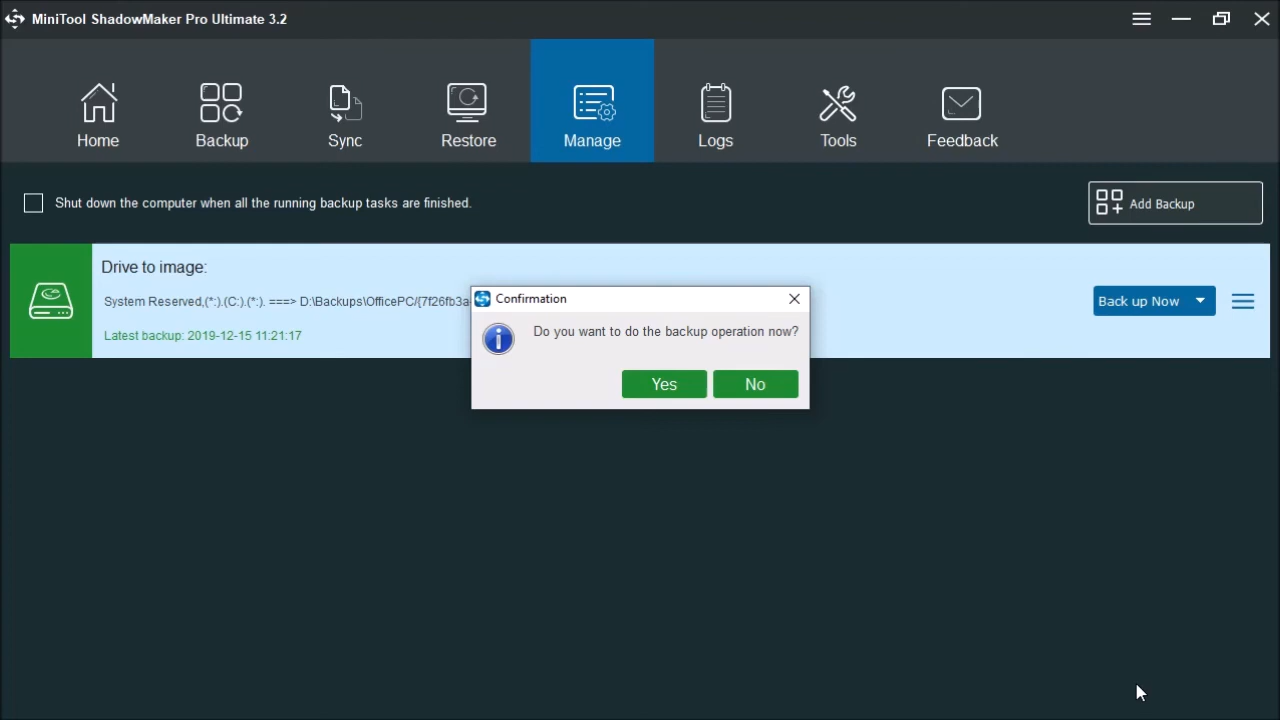 MiniTool ShadowMaker Pro Ultimate 3.2
Home
Backup
Sync
Restore
Manage
Logs
Tools
Feedback
Shut down the computer when all the running backup tasks are finished.
Add Backup
Drive to image:
System Reserved,(*:).(C:).(*:). ===> D:\Backups\OfficePC/{7f26fb3a
Back up Now
Latest backup: 2019-12-15 11:21:17
Confirmation
Do you want to do the backup operation now?
Yes
No